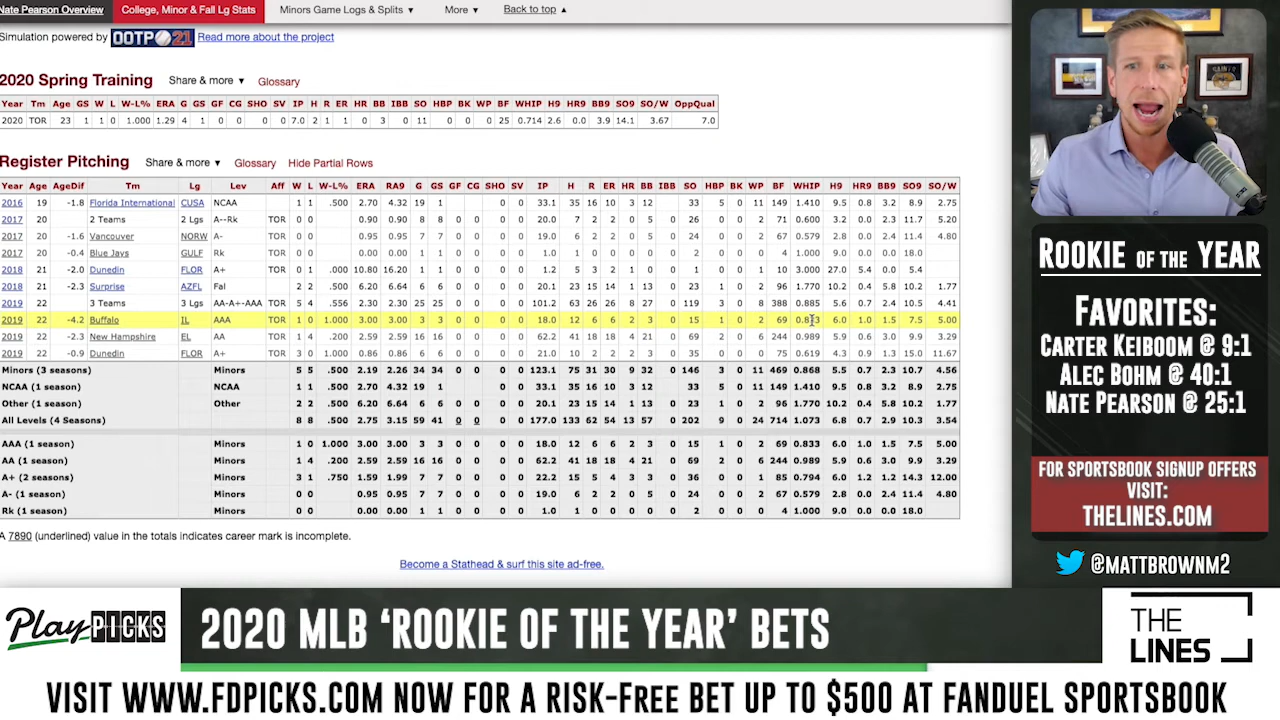 Nate Pearson Overview College, Minor & Fall Lg Stats Minors Game Logs & Splits ▼ More ▼ Back to top ▲
Simulation powered by OOTP 21 Read more about the project
2020 Spring Training Share & more ▼ Glossary
Year Tm Age GS W L W-L% ERA G GS GF CG SHO SV IP H R ER HR BB IBB SO HBP BK WP BF WHIP H9 HR9 BB9 SO9 SO/W OppQual
2020 TOR 23 1 1 0 1.000 1.29 4 1 0 0 0 0 7.0 2 1 1 0 3 0 11 0 0 0 25 0.714 2.6 0.0 3.9 14.1 3.67 7.0
Register Pitching Share & more ▼ Glossary Hide Partial Rows
Year Age AgeDif Tm Lg Lev Aff W L W-L% ERA RA9 G GS GF CG SHO SV IP H R ER HR BB IBB SO HBP BK WP BF WHIP H9 HR9 BB9 SO9 SO/W
2016 19 -1.8 Florida International CUSA NCAA 1 1 .500 2.70 4.32 19 1 0 0 0 33.1 35 16 10 3 12 33 5 0 11 149 1.410 9.5 0.8 3.2 8.9 2.75
2017 20 2 Teams 2 Lgs A--Rk TOR 0 0 0.90 0.90 8 8 0 0 0 0 20.0 7 2 2 0 5 0 26 1 0 2 71 0.600 3.2 0.0 2.3 11.7 5.20
2017 20 -1.6 Vancouver NORW A- TOR 0 0 0.95 0.95 7 7 0 0 0 0 19.0 6 2 2 0 5 0 24 1 0 2 67 0.579 2.8 0.0 2.4 11.4 4.80
2017 20 -0.4 Blue Jays GULF Rk TOR 0 0 0.00 0.00 1 1 0 0 0 0 1.0 1 0 0 0 0 0 2 0 0 0 4 1.000 9.0 0.0 0.0 18.0
2018 21 -2.0 Dunedin FLOR A+ TOR 0 1 .000 10.80 16.20 1 1 0 0 0 0 1.2 5 3 2 1 0 0 1 0 0 1 10 3.000 27.0 5.4 0.0 5.4
2018 21 -2.3 Surprise AZFL Fal 2 2 .500 6.20 6.64 6 6 0 0 0 0 20.1 23 15 14 1 13 0 23 1 0 2 96 1.770 10.2 0.4 5.8 10.2 1.77
2019 22 3 Teams 3 Lgs AA-A+-AAA TOR 5 4 .556 2.30 2.30 25 25 0 0 0 0 101.2 63 26 26 8 27 0 119 3 0 8 388 0.885 5.6 0.7 2.4 10.5 4.41
2019 22 -4.2 Buffalo IL AAA TOR 1 0 1.000 3.00 3.00 3 3 0 0 0 0 18.0 12 6 6 2 3 0 15 1 0 2 69 6.0 1.0 1.5 7.5 5.00
2019 22 -2.3 New Hampshire EL AA TOR 1 4 .200 2.59 2.59 16 16 0 0 0 0 62.2 41 18 18 4 21 0 69 2 0 6 244 0.989 5.9 0.6 3.0 9.9 3.29
2019 22 -0.9 Dunedin FLOR A+ TOR 3 0 1.000 0.86 0.86 6 6 0 0 0 0 21.0 10 2 2 2 3 0 35 0 0 0 75 0.619 4.3 0.9 1.3 15.0 11.67
Minors (3 seasons) Minors 5 5 .500 2.19 2.26 34 34 0 0 0 0 123.1 75 31 30 9 32 0 146 3 0 11 469 0.868 5.5 0.7 2.3 10.7 4.56
NCAA (1 season) NCAA 1 1 .500 2.70 4.32 19 1 0 0 0 33.1 35 16 10 3 12 33 5 0 11 149 1.410 9.5 0.8 3.2 8.9 2.75
Other (1 season) Other 2 2 .500 6.20 6.64 6 6 0 0 0 0 20.1 23 15 14 1 13 0 23 1 0 2 96 1.770 10.2 0.4 5.8 10.2 1.77
All Levels (4 Seasons) 8 8 .500 2.75 3.15 59 41 0 0 0 0 177.0 133 62 54 13 57 0 202 9 0 24 714 1.073 6.8 0.7 2.9 10.3 3.54
AAA (1 season) Minors 1 0 1.000 3.00 3.00 3 3 0 0 0 0 18.0 12 6 6 2 3 0 15 1 0 2 69 0.833 6.0 1.0 1.5 7.5 5.00
AA (1 season) Minors 1 4 .200 2.59 2.59 16 16 0 0 0 0 62.2 41 18 18 4 21 0 69 2 0 6 244 0.989 5.9 0.6 3.0 9.9 3.29
A+ (2 seasons) Minors 3 1 .750 1.59 1.99 7 7 0 0 0 0 22.2 15 5 4 3 3 0 36 0 0 1 85 0.794 6.0 1.2 1.2 14.3 12.00
A- (1 season) Minors 0 0 0.95 0.95 7 7 0 0 0 0 19.0 6 2 2 0 5 0 24 1 0 2 67 0.579 2.8 0.0 2.4 11.4 4.80
Rk (1 season) Minors 0 0 0.00 0.00 1 1 0 0 0 0 1.0 1 0 0 0 0 0 2 0 0 0 4 1.000 9.0 0.0 0.0 18.0
A 7890 (underlined) value in the totals indicates career mark is incomplete.
Become a Stathead & surf this site ad-free.
SAINTS
ROOKIE OF THE YEAR
FAVORITES:
CARTER KEIBOOM @ 9:1
ALEC BOHM @ 40:1
NATE PEARSON @ 25:1
FOR SPORTSBOOK SIGNUP OFFERS
VISIT:
THELINES.COM
@MATTBROWNM2
Play PICKS
2020 MLB ‘ROOKIE OF THE YEAR’ BETS
THE
LINES
VISIT WWW.FDPICKS.COM NOW FOR A RISK-FREE BET UP TO $500 AT FANDUEL SPORTSBOOK